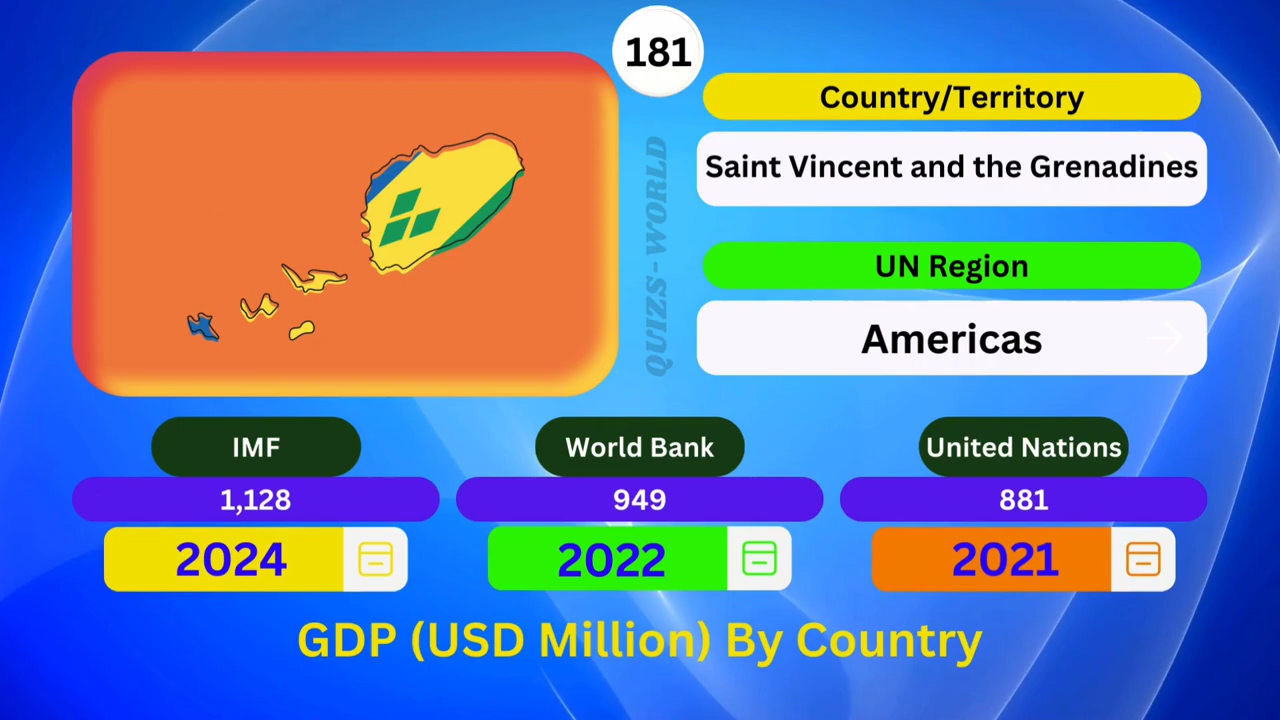 181
Country/Territory
Saint Vincent and the Grenadines
QUIZS-WORLD
UN Region
Americas
IMF
World Bank
United Nations
1,128
949
881
2024
2022
2021
GDP (USD Million) By Country